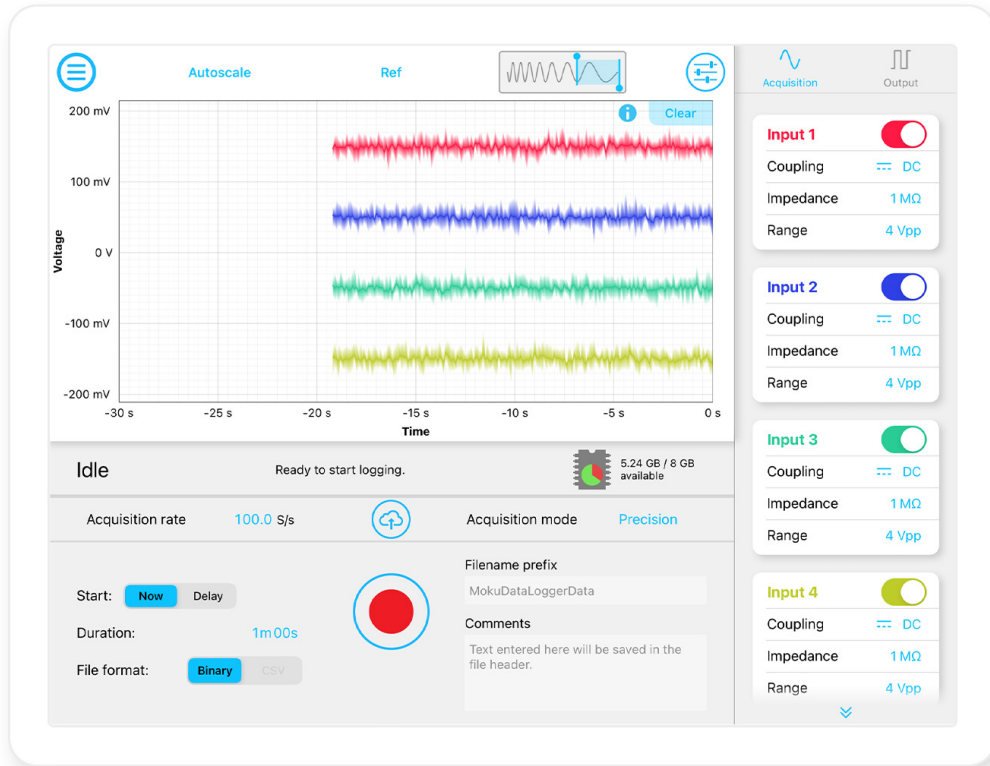 Autoscale
Ref
Acquisition
Output
Clear
200 mV
100 mV
0 V
-100 mV
-200 mV
Voltage
-30 s
-25 s
-20 s
-15 s
-10 s
-5 s
0 s
Time
Idle
Ready to start logging.
5.24 GB / 8 GB
available
Acquisition rate
100.0 S/s
Acquisition mode
Precision
Start:
Now
Delay
Duration:
1m00s
File format:
Binary
CSV
Filename prefix
MokuDataLoggerData
Comments
Text entered here will be saved in the
file header.
Input 1
Coupling DC
Impedance 1 MΩ
Range 4 Vpp
Input 2
Coupling DC
Impedance 1 MΩ
Range 4 Vpp
Input 3
Coupling DC
Impedance 1 MΩ
Range 4 Vpp
Input 4
Coupling DC
Impedance 1 MΩ
Range 4 Vpp